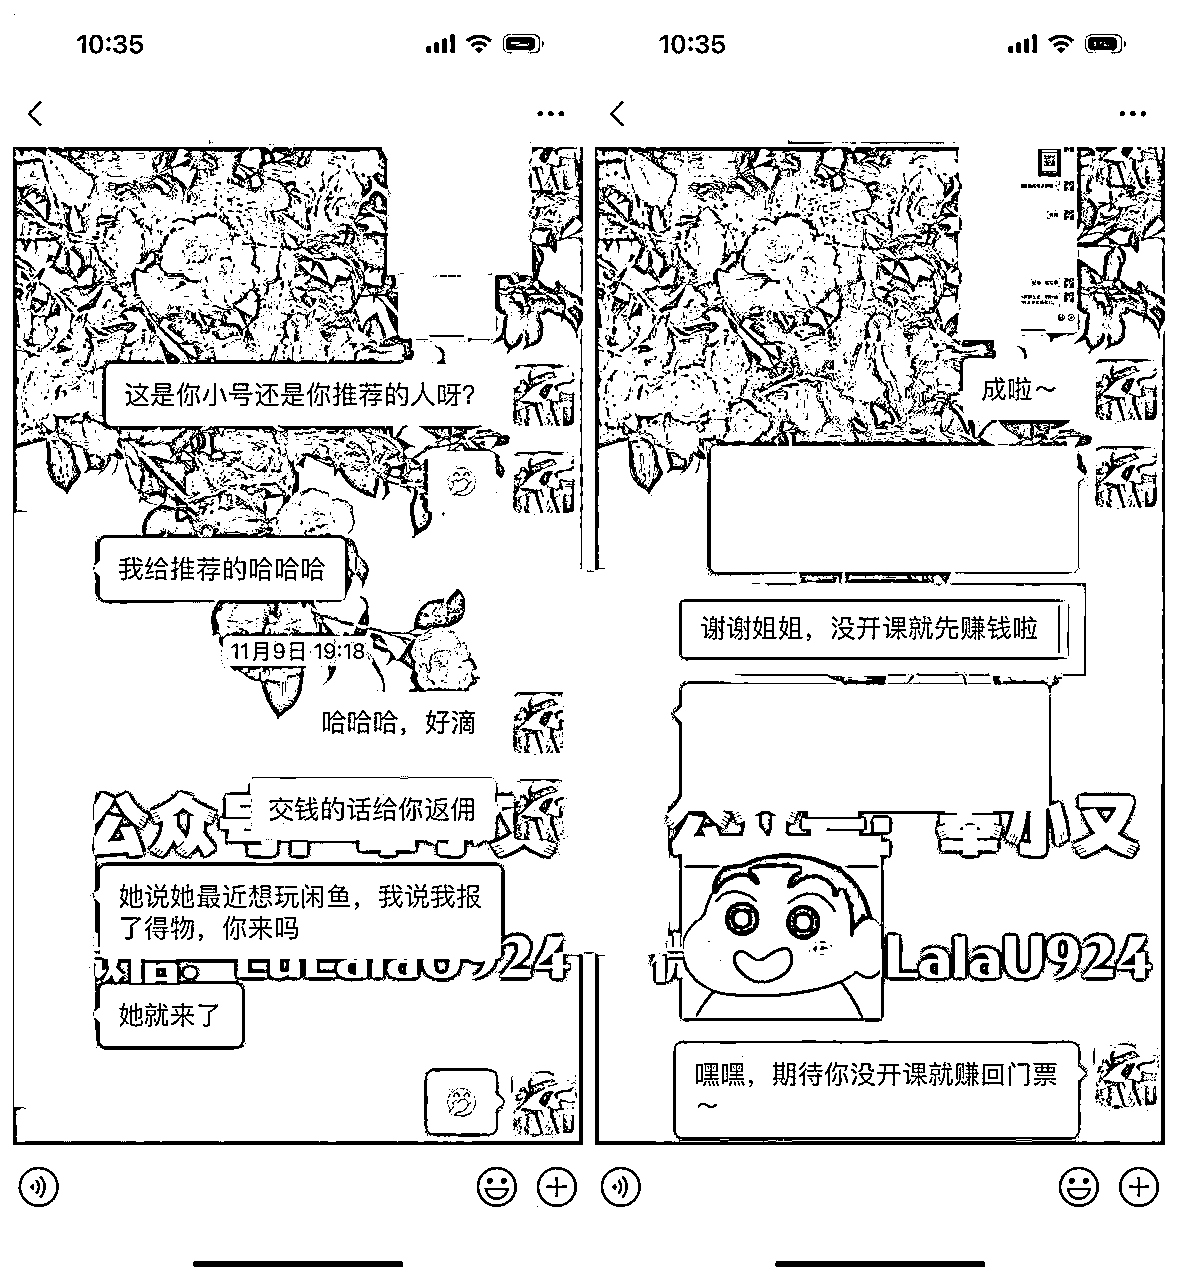 10:35
这是你小号还是你推荐的人呀?
我给推荐的哈哈哈
11月9日 19:18
哈哈哈，好滴
交钱的话给你返佣
她说她最近想玩闲鱼，我说我报
了得物，你来吗
她就来了
10:35
成啦~
谢谢姐姐，没开课就先赚钱啦
LalaU924
嘿嘿，期待你没开课就赚回门票
~